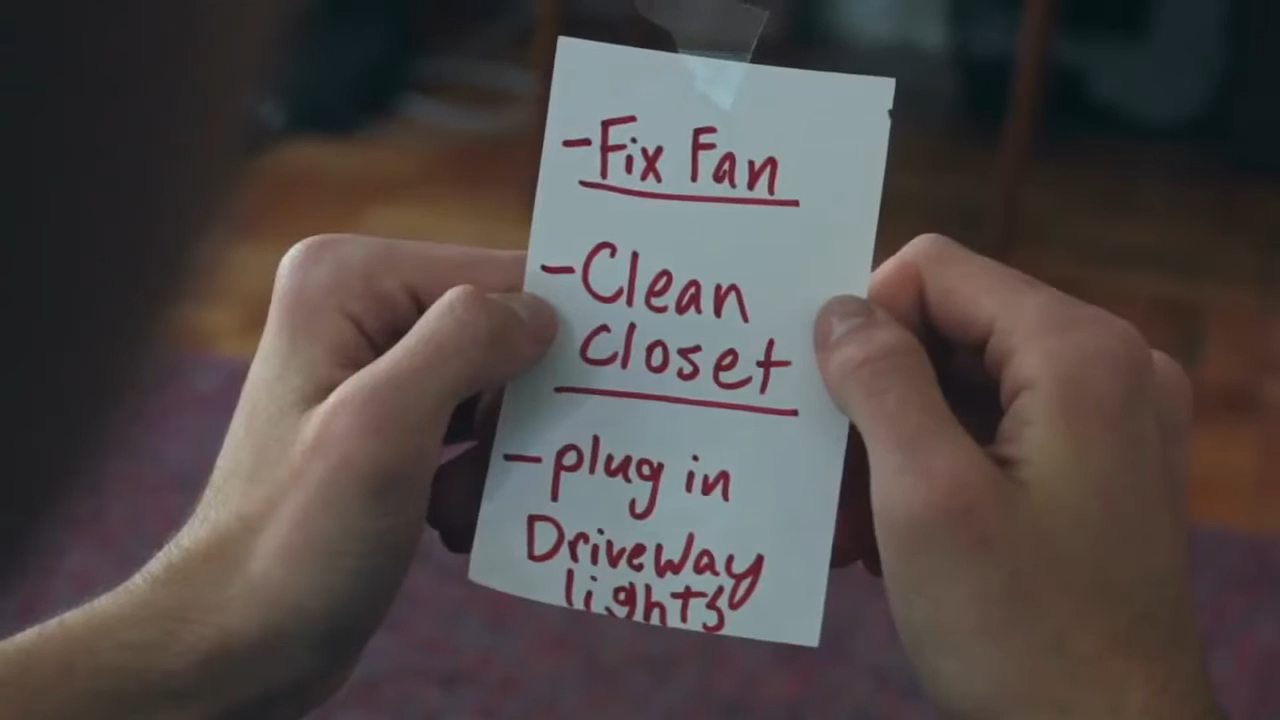 -Fix Fan
-Clean
Closet
-plug in
DriveWay
lights